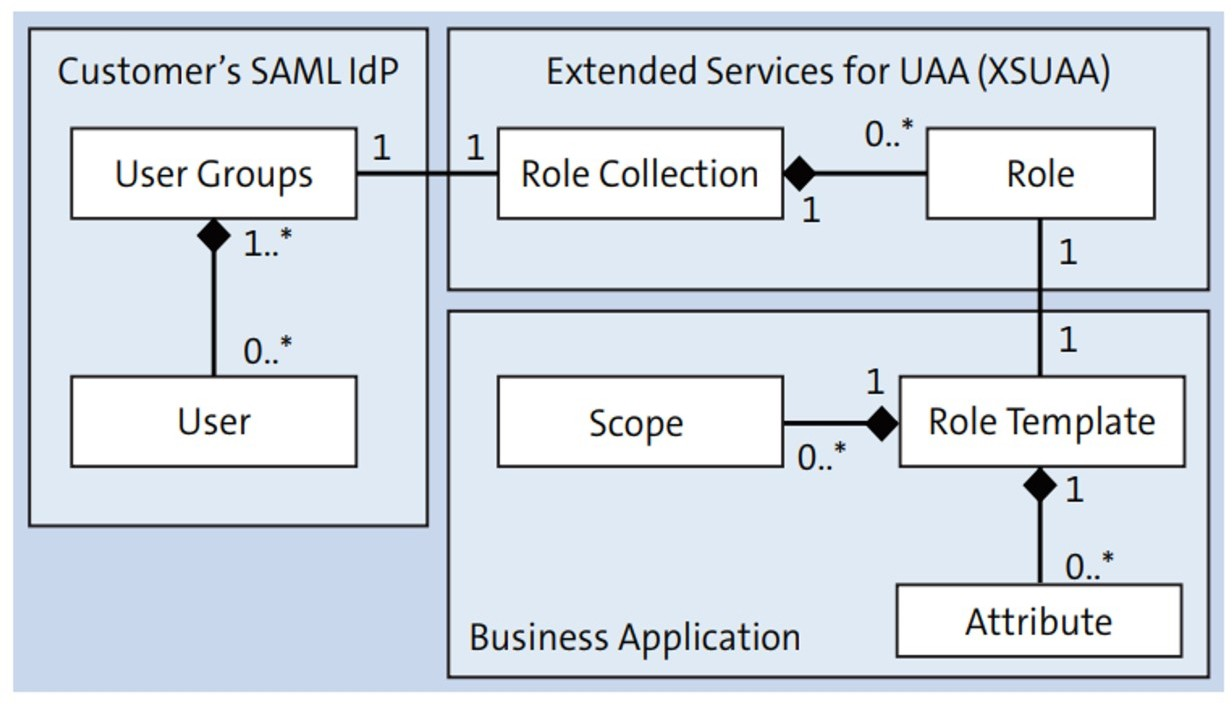 Customer’s SAML IdP
Extended Services for UAA (XSUAA)
User Groups
1
1
Role Collection
1
0..*
Role
1..*
0..*
User
1
1
Scope
0..*
1
Role Template
1
0..*
Attribute
Business Application